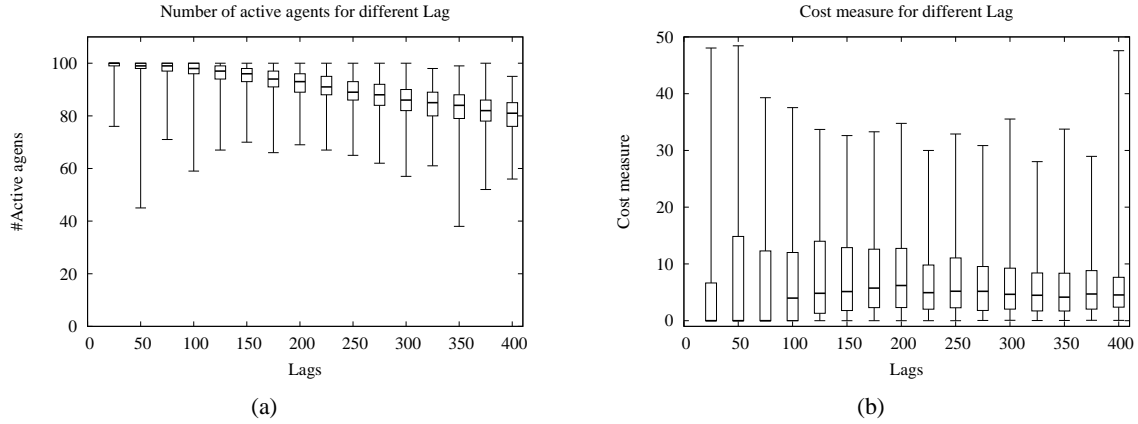 Number of active agents for different Lag
100
80
60
40
20
0
#Active agens
0 50 100 150 200 250 300 350 400
Lags
(a)
Cost measure for different Lag
50
40
30
20
10
0
Cost measure
0 50 100 150 200 250 300 350 400
Lags
(b)